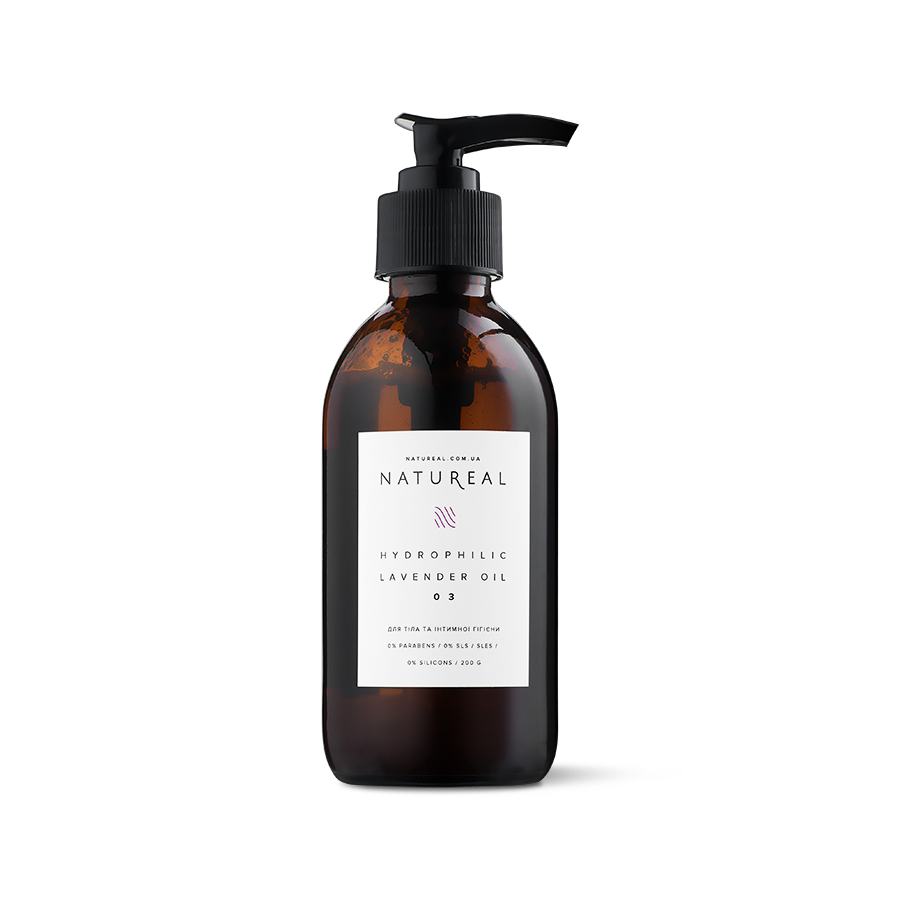 NATUREAL.COM.UA
NATUREAL
HYDROPHILIC
LAVENDER OIL
03
ДЛЯ ТІЛА ТА ІНТИМНОЇ ГІГІЄНИ
0% PARABENS / 0% SLS / SLES /
0% SILICONS / 200 G